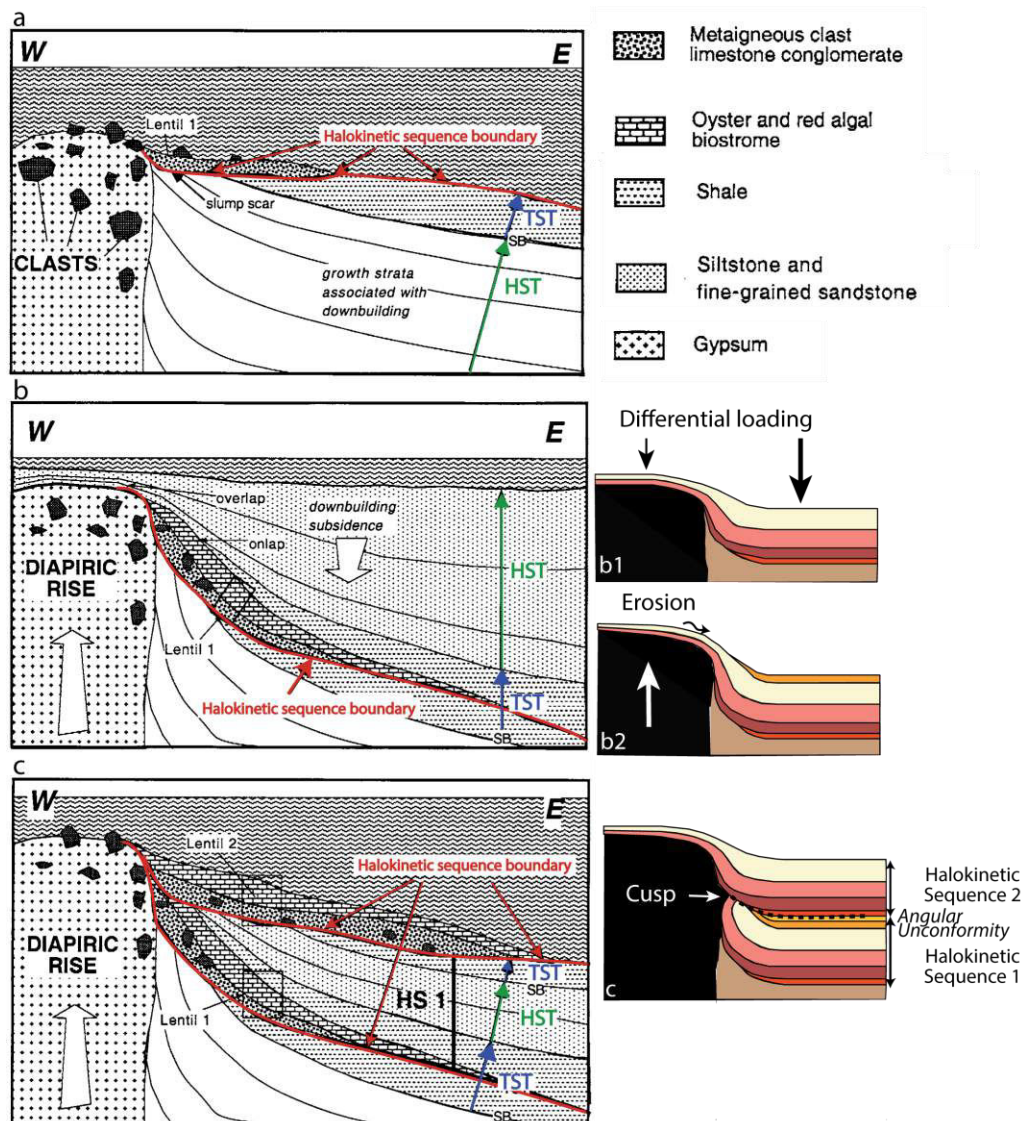 a
W
E
Lentil 1
Halokinetic sequence boundary
slump scar
TST
SB
CLASTS
HST
growth strata
associated with
downbuilding
Metaigneous clast
limestone conglomerate
Oyster and red algal
biostrome
Shale
Siltstone and
fine-grained sandstone
Gypsum
b
W
E
overlap
downbuilding
subsidence
onlap
DIAPIRIC
RISE
HST
Lentil 1
Halokinetic sequence boundary
TST
SB
Differential loading
b1
Erosion
b2
c
W
E
Lentil 2
Halokinetic sequence boundary
TST
SB
DIAPIRIC
RISE
HS 1
HST
Lentil 1
TST
SB
Cusp
Halokinetic
Sequence 2
Angular
Unconformity
Halokinetic
Sequence 1
c